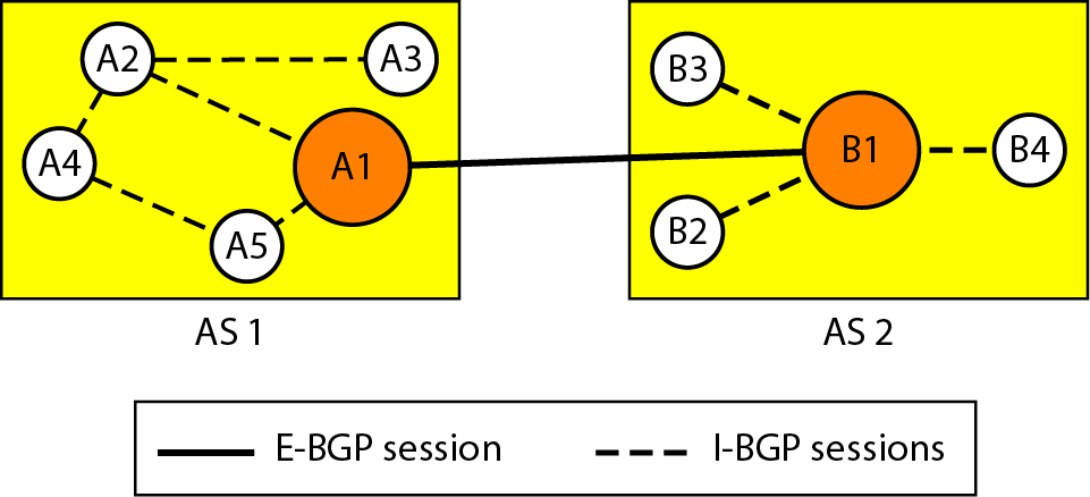 A2
A3
B3
A4
A1
B1
B4
A5
B2
AS 1
AS 2
E-BGP session
I-BGP sessions